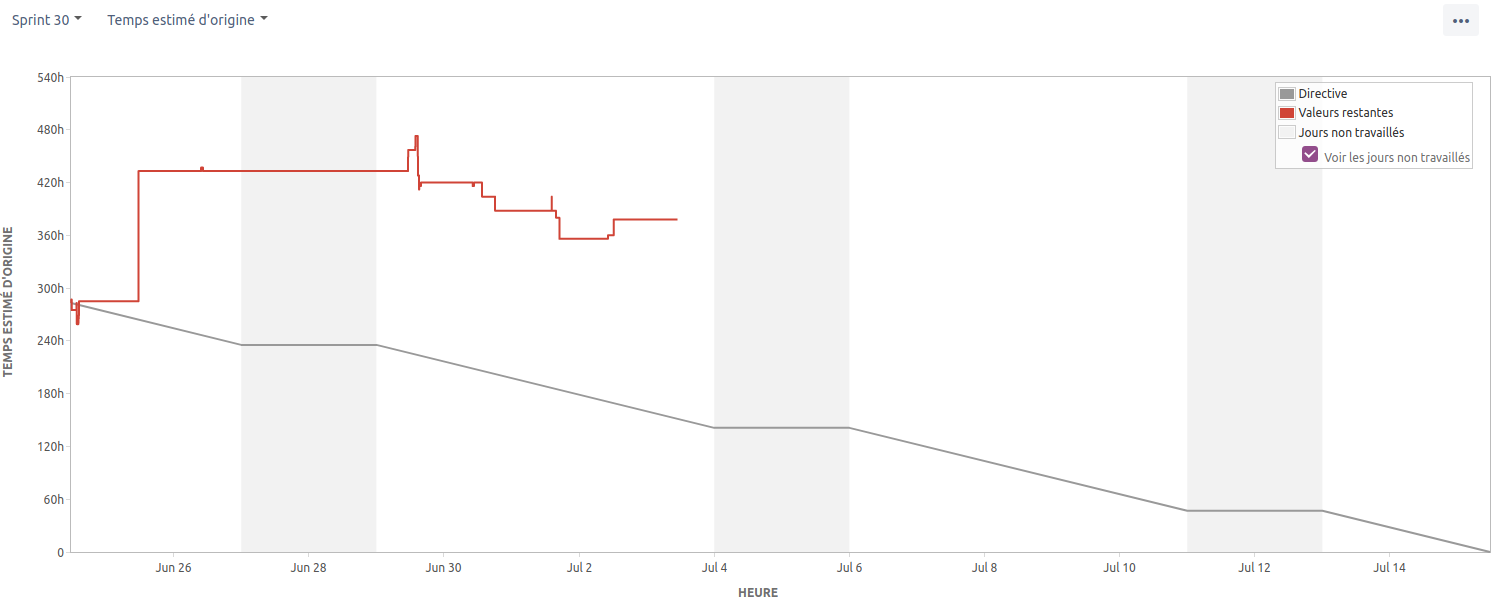 Sprint 30 Temps estimé d'origine
540h
480h
420h
360h
300h
240h
180h
120h
60h
0
TEMPS ESTIMÉ D'ORIGINE
Directive
Valeurs restantes
Jours non travaillés
Voir les jours non travaillés
Jun 26 Jun 28 Jun 30 Jul 2 Jul 4 Jul 6 Jul 8 Jul 10 Jul 12 Jul 14
HEURE